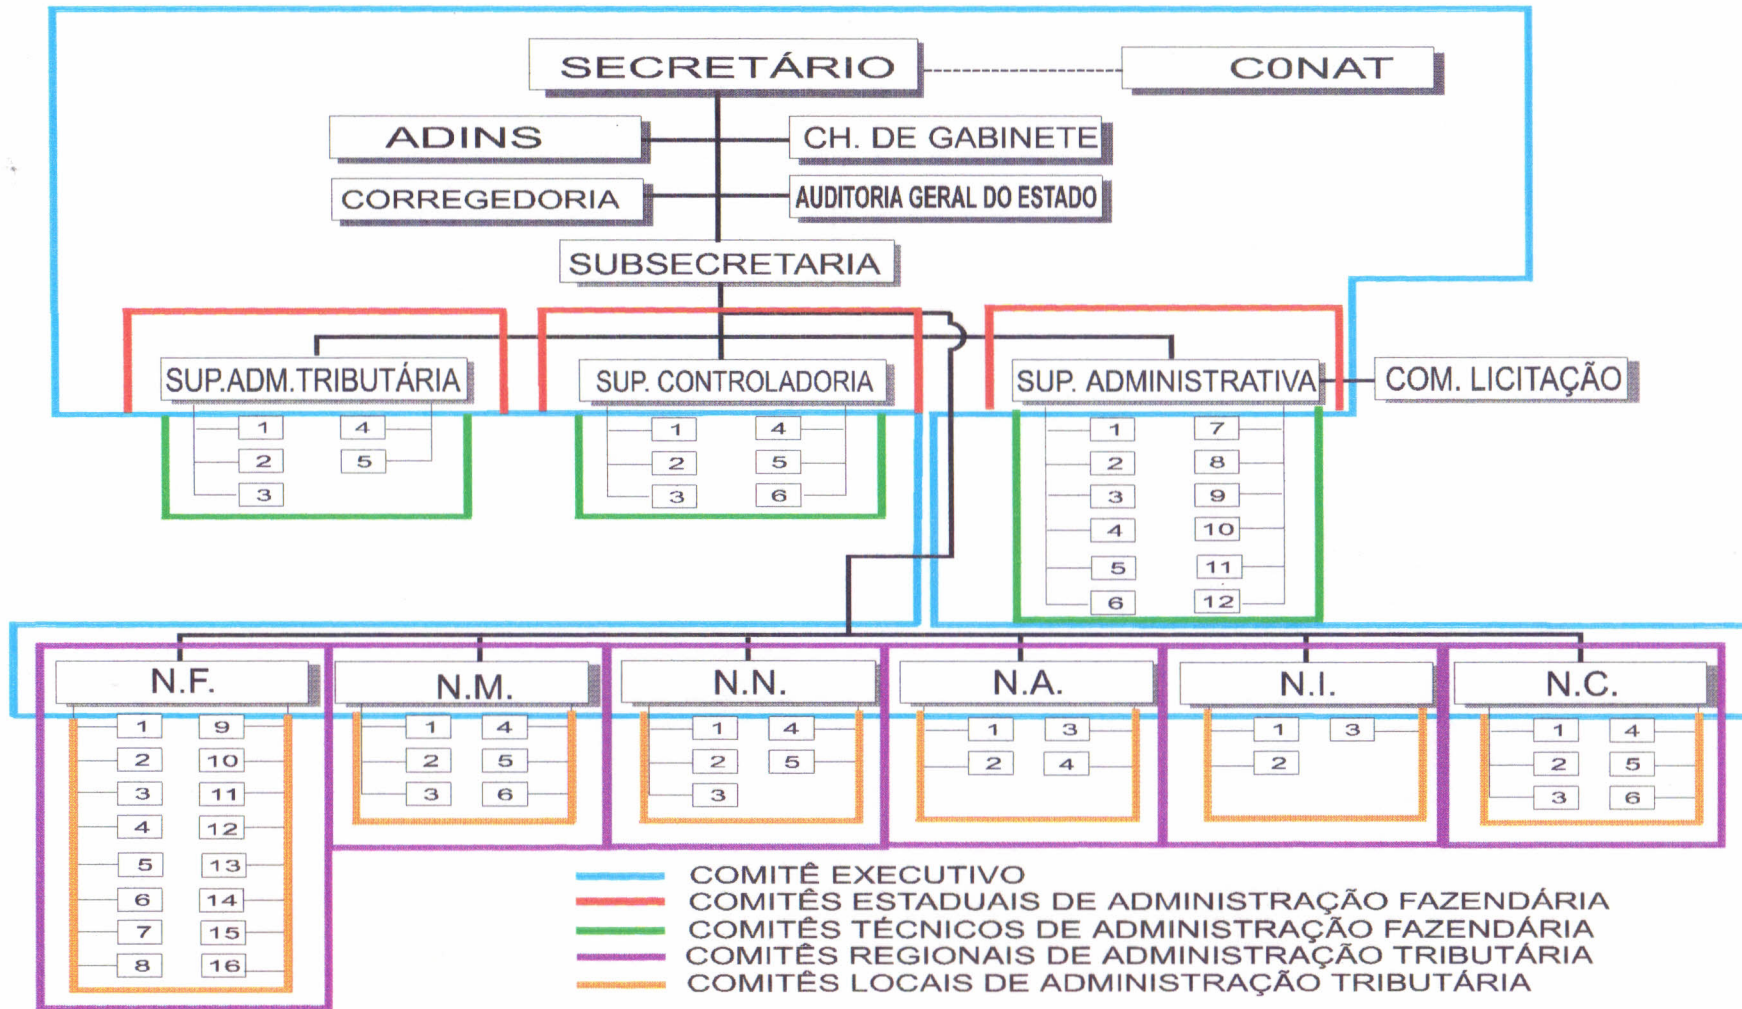 SECRETÁRIO
C0NAT
ADINS
CH. DE GABINETE
CORREGEDORIA
AUDITORIA GERAL DO ESTADO
SUBSECRETARIA
SUP.ADM.TRIBUTÁRIA
SUP. CONTROLADORIA
SUP. ADMINISTRATIVA
COM. LICITAÇÃO
1 4
2 5
3
1 4
2 5
3 6
1 7
2 8
3 9
4 10
5 11
6 12
N.F.
N.M.
N.N.
N.A.
N.I.
N.C.
1 9
2 10
3 11
4 12
5 13
6 14
7 15
8 16
1 4
2 5
3 6
1 4
2 5
3
1 3
2 4
1 3
2
1 4
2 5
3 6
COMITÊ EXECUTIVO
COMITÊS ESTADUAIS DE ADMINISTRAÇÃO FAZENDÁRIA
COMITÊS TÉCNICOS DE ADMINISTRAÇÃO FAZENDÁRIA
COMITÊS REGIONAIS DE ADMINISTRAÇÃO TRIBUTÁRIA
COMITÊS LOCAIS DE ADMINISTRAÇÃO TRIBUTÁRIA